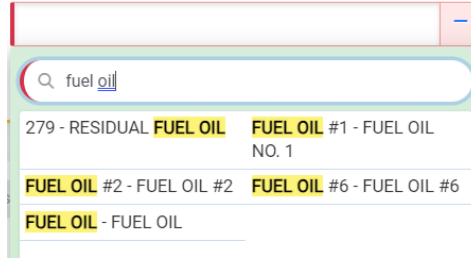 fuel oil
279 - RESIDUAL FUEL OIL
FUEL OIL #1 - FUEL OIL
NO. 1
FUEL OIL #2 - FUEL OIL #2
FUEL OIL #6 - FUEL OIL #6
FUEL OIL - FUEL OIL